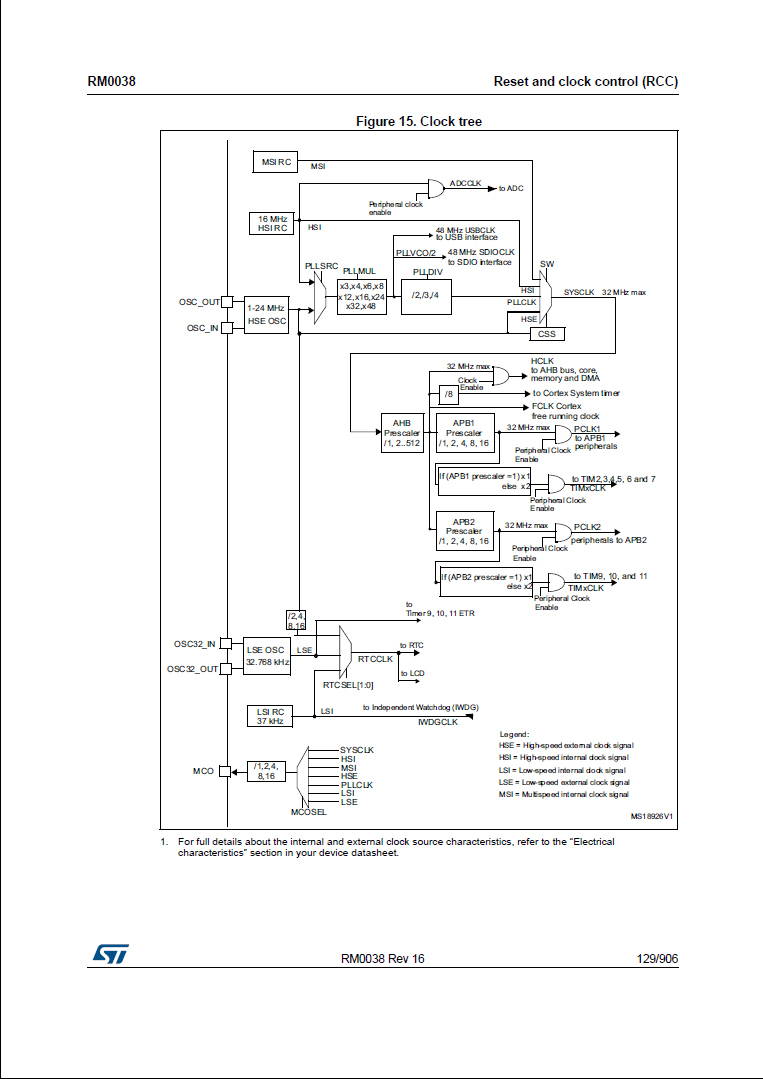 RM0038
Reset and clock control (RCC)
Figure 15. Clock tree
MSI RC
MSI
ADCCLK
to ADC
Peripheral clock
enable
16 MHz
HSI RC
HSI
48 MHz USBCLK
to USB interface
PLLVCO/2
48 MHz SDIOCLK
to SDIO interface
PLLSRC
PLLMUL
PLLDIV
SW
x3,x4,x6,x8
x12,x16,x24
x32,x48
/2,/3,/4
HSI
SYSCLK
32 MHz max
PLLCLK
HSE
CSS
OSC_OUT
OSC_IN
1-24 MHz
HSE OSC
32 MHz max
HCLK
to AHB bus, core,
memory and DMA
Clock
Enable
/8
to Cortex System timer
FCLK Cortex
free running clock
AHB
Prescaler
/1, 2..512
APB1
Prescaler
/1, 2, 4, 8, 16
32 MHz max
PCLK1
to APB1
peripherals
Peripheral Clock
Enable
If (APB1 prescaler =1) x1
else x2
to TIM2,3,4,5, 6 and 7
TIMxCLK
Peripheral Clock
Enable
APB2
Prescaler
/1, 2, 4, 8, 16
32 MHz max
PCLK2
peripherals to APB2
Peripheral Clock
Enable
If (APB2 prescaler =1) x1
else x2
to TIM9, 10, and 11
TIMxCLK
Peripheral Clock
Enable
to
Timer 9, 10, 11 ETR
/2,4,
8,16
OSC32_IN
OSC32_OUT
LSE OSC
32.768 kHz
LSE
to RTC
RTCCLK
to LCD
RTCSEL[1:0]
LSI RC
37 kHz
LSI
to Independent Watchdog (IWDG)
IWDGCLK
MCO
/1,2,4,
8,16
SYSCLK
HSI
MSI
HSE
PLLCLK
LSI
LSE
MCOSEL
Legend:
HSE = High-speed external clock signal
HSI = High-speed internal clock signal
LSI = Low-speed internal clock signal
LSE = Low-speed external clock signal
MSI = Multispeed internal clock signal
MS18926V1
1. For full details about the internal and external clock source characteristics, refer to the “Electrical
characteristics” section in your device datasheet.
ST
RM0038 Rev 16
129/906